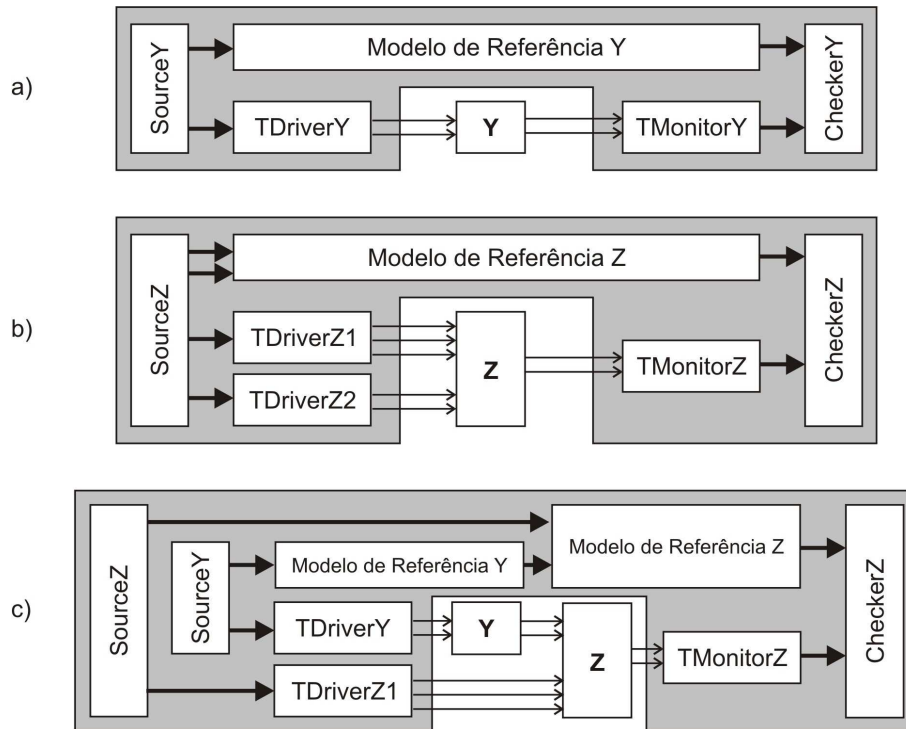 a)
SourceY
Modelo de Referência Y
TDriverY
Y
TMonitorY
CheckerY
b)
SourceZ
Modelo de Referência Z
TDriverZ1
TDriverZ2
Z
TMonitorZ
CheckerZ
c)
SourceZ
SourceY
Modelo de Referência Y
Modelo de Referência Z
TDriverY
Y
Z
TMonitorZ
TDriverZ1
CheckerZ